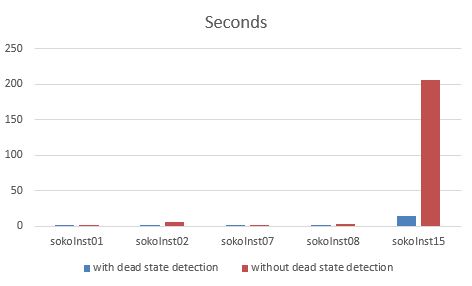 Seconds
250
200
150
100
50
0
sokoInst01 sokoInst02 sokoInst07 sokoInst08 sokoInst15
with dead state detection without dead state detection